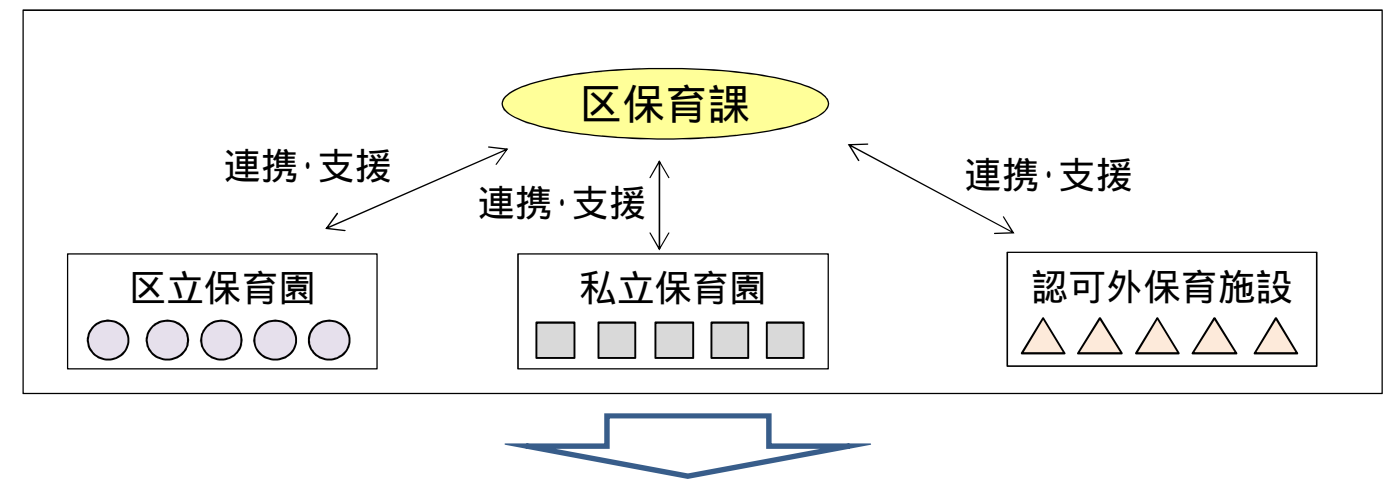 区保育課
連携・支援
連携・支援
連携・支援
区立保育園
私立保育園
認可外保育施設